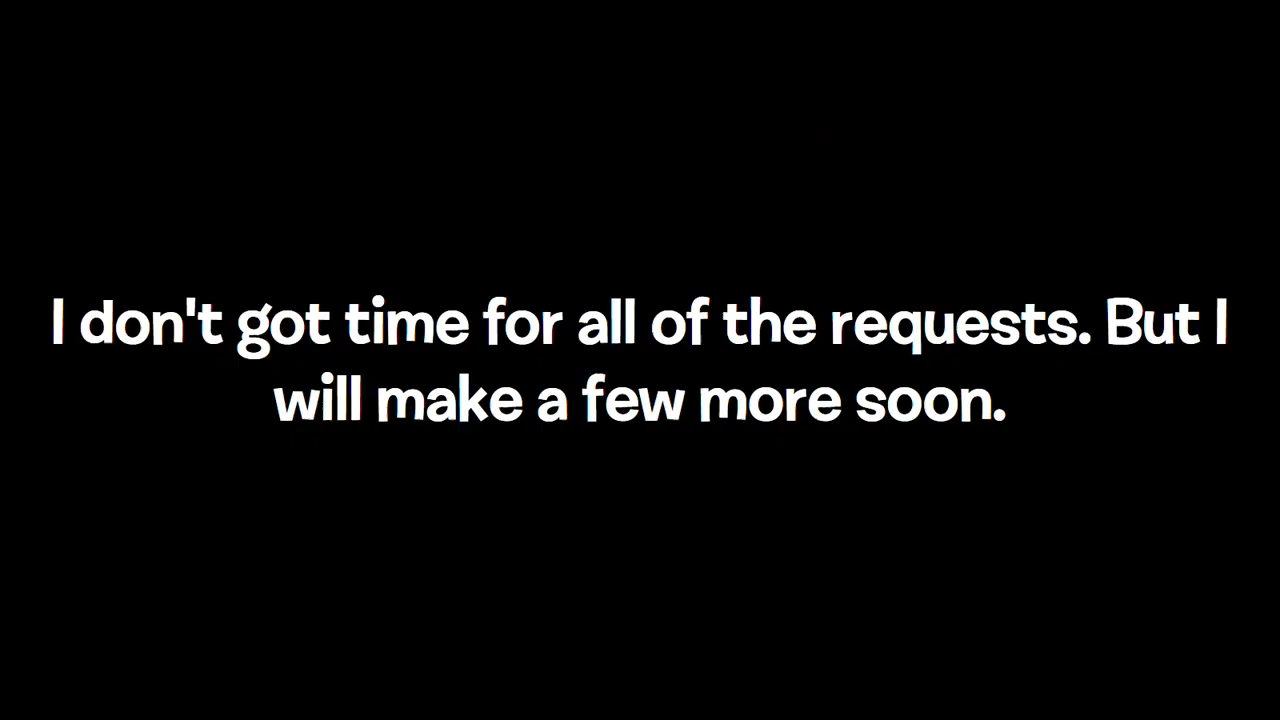 I don't got time for all of the requests. But I
will make a few more soon.